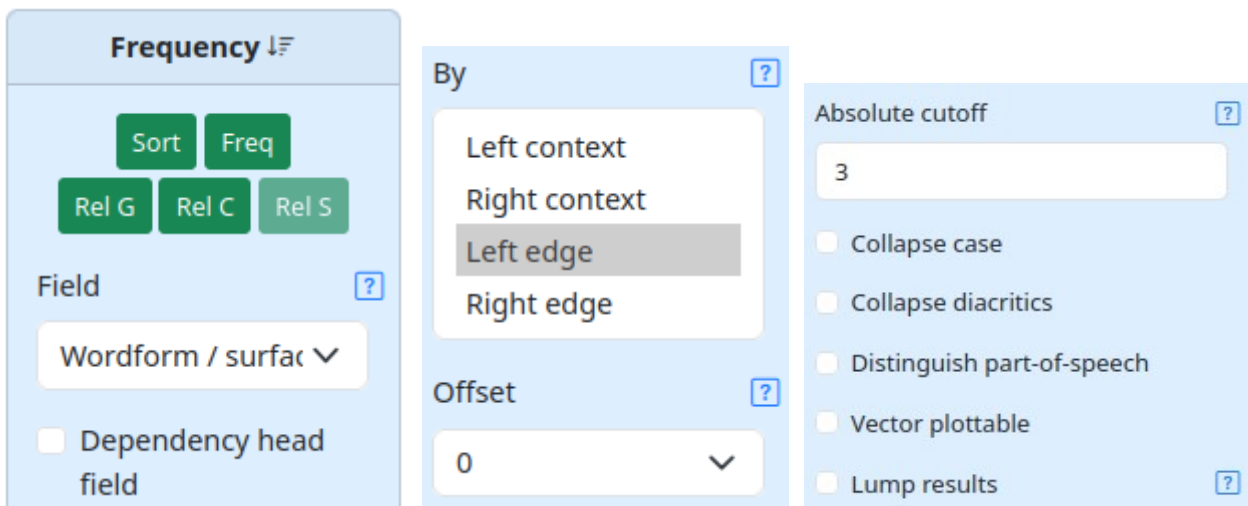 Frequency
Sort Freq
Rel G Rel C Rel S
Field ?
Wordform / surfac
Dependency head
field
By ?
Left context
Right context
Left edge
Right edge
Offset ?
0
Absolute cutoff ?
3
Collapse case
Collapse diacritics
Distinguish part-of-speech
Vector plottable
Lump results ?